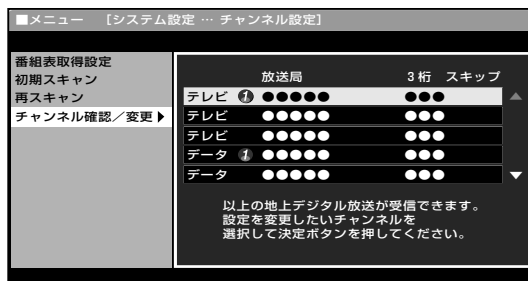 ■メニュー ［システム設定 … チャンネル設定］
番組表取得設定
初期スキャン
再スキャン
チャンネル確認／変更▶
放送局 3桁 スキップ
テレビ ❶ ●●●●● ●●●
テレビ ●●●●● ●●●
テレビ ●●●●● ●●●
データ ① ●●●●● ●●●
データ ●●●●● ●●●
以上の地上デジタル放送が受信できます。
設定を変更したいチャンネルを
選択して決定ボタンを押してください。